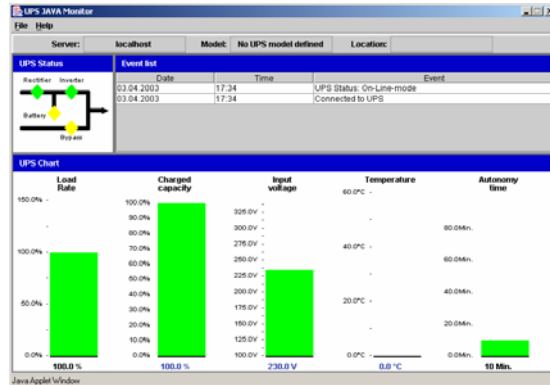 UPS JAVA Monitor
File Help
Server: localhost Model: No UPS model defined Location:
UPS Status
Event list
Rectifier Inverter
Battery
Bypass
Date Time Event
03.04.2003 17:34 UPS Status: On-Line-mode
03.04.2003 17:34 Connected to UPS
UPS Chart
Load Rate
150.0%
100.0%
50.0%
0.0%
100.0 %
Charged capacity
100.0%
90.0%
80.0%
70.0%
60.0%
50.0%
40.0%
30.0%
20.0%
10.0%
0.0%
100.0 %
Input voltage
325.0V
300.0V
275.0V
250.0V
225.0V
200.0V
175.0V
150.0V
125.0V
100.0V
230.0 V
Temperature
60.0°C
40.0°C
20.0°C
0.0°C
0.0 °C
Autonomy time
80.0Min.
60.0Min.
40.0Min.
20.0Min.
0.0Min.
10 Min.
Java Applet Window